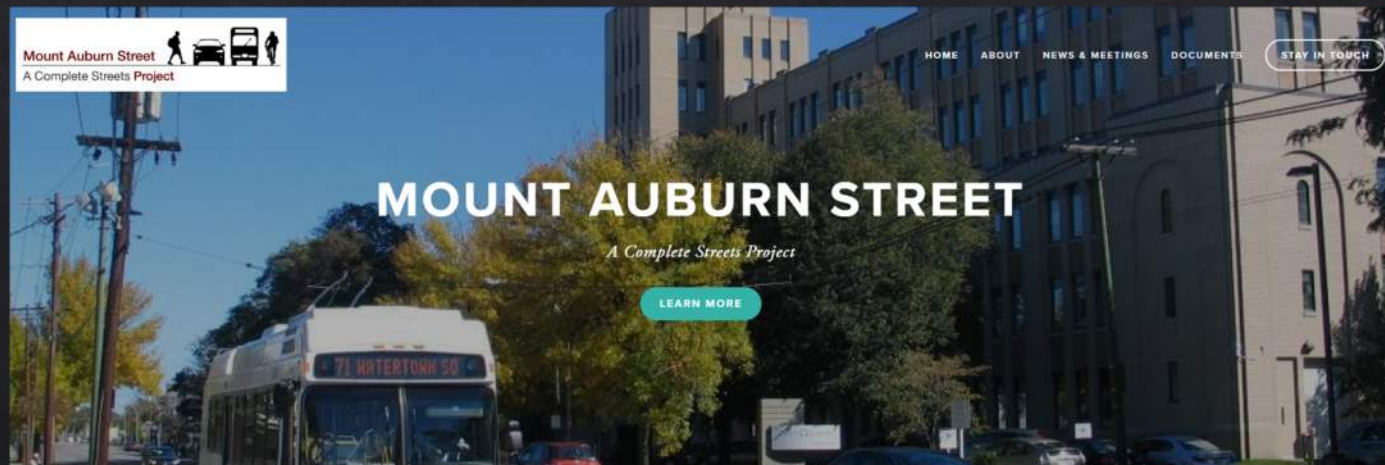 Mount Auburn Street
A Complete Streets Project
HOME ABOUT NEWS & MEETINGS DOCUMENTS STAY IN TOUCH
MOUNT AUBURN STREET
A Complete Streets Project
LEARN MORE
71 WATERTOWN SQ